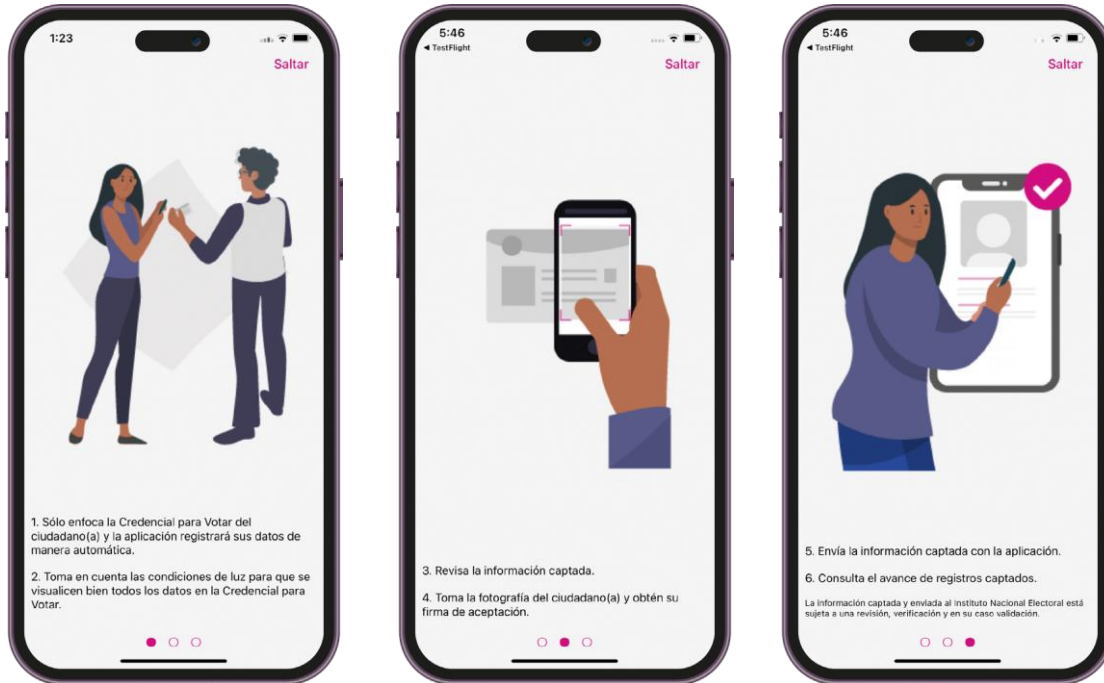 1:23
Saltar
1. Sólo enfoca la Credencial para Votar del
ciudadano(a) y la aplicación registrará sus datos de
manera automática.
2. Toma en cuenta las condiciones de luz para que se
visualicen bien todos los datos en la Credencial para
Votar.
5:46
◀ TestFlight
Saltar
3. Revisa la información captada.
4. Toma la fotografía del ciudadano(a) y obtén su
firma de aceptación.
5:46
◀ TestFlight
Saltar
5. Envía la información captada con la aplicación.
6. Consulta el avance de registros captados.
La información captada y enviada al Instituto Nacional Electoral está
sujeta a una revisión, verificación y en su caso validación.